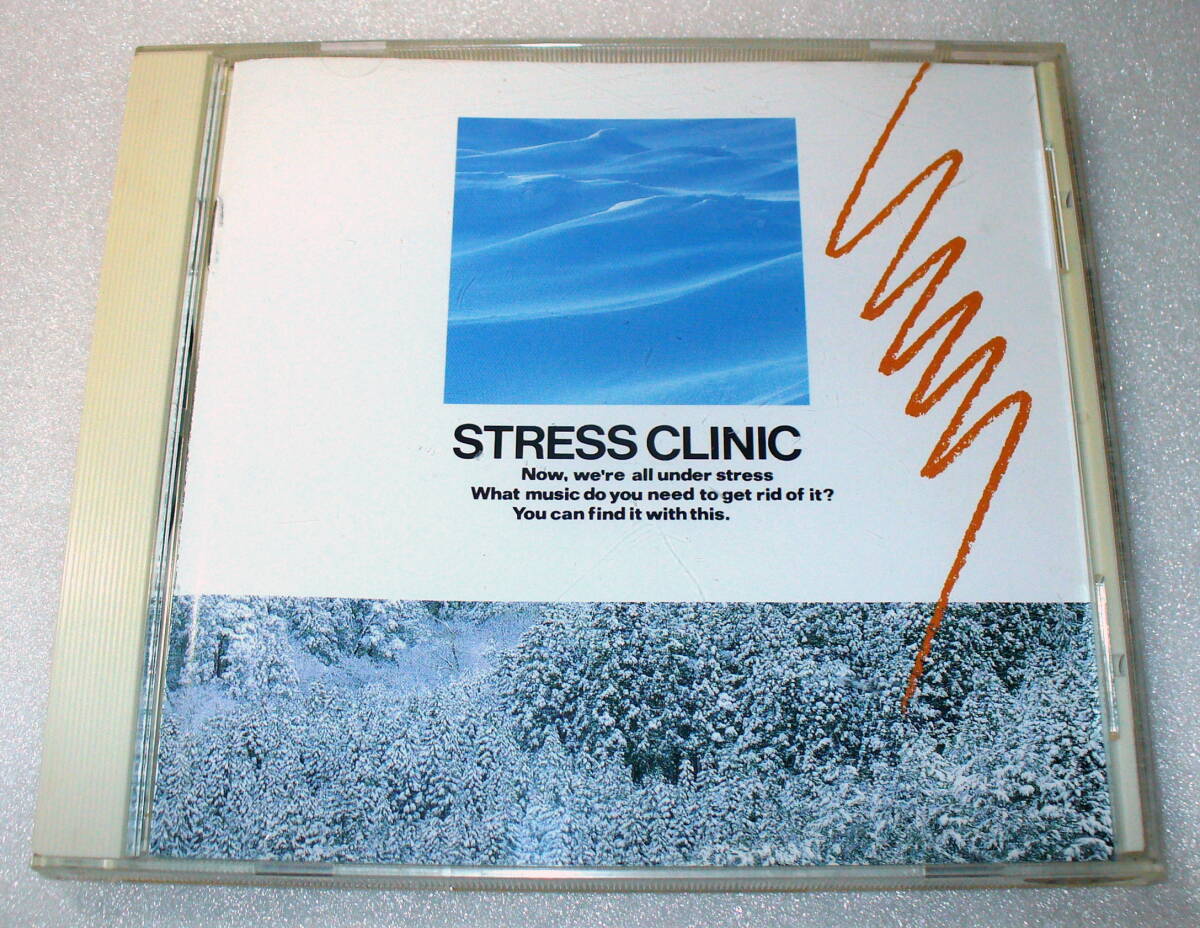 STRESS CLINIC
Now, we're all under stress
What music do you need to get rid of it?
You can find it with this.